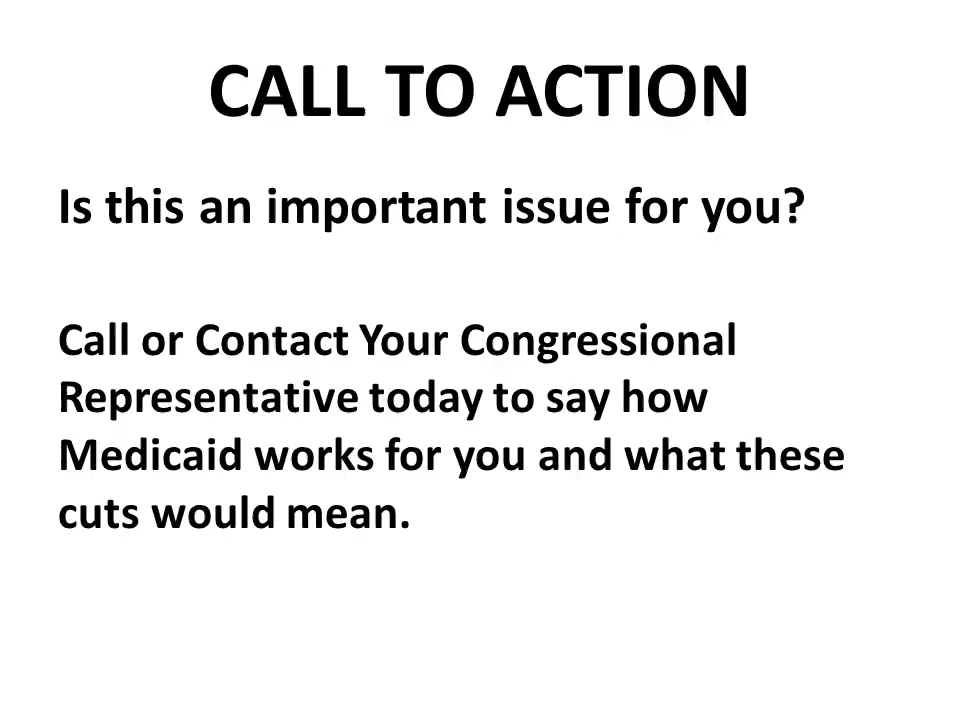 CALL TO ACTION
Is this an important issue for you?
Call or Contact Your Congressional
Representative today to say how
Medicaid works for you and what these
cuts would mean.